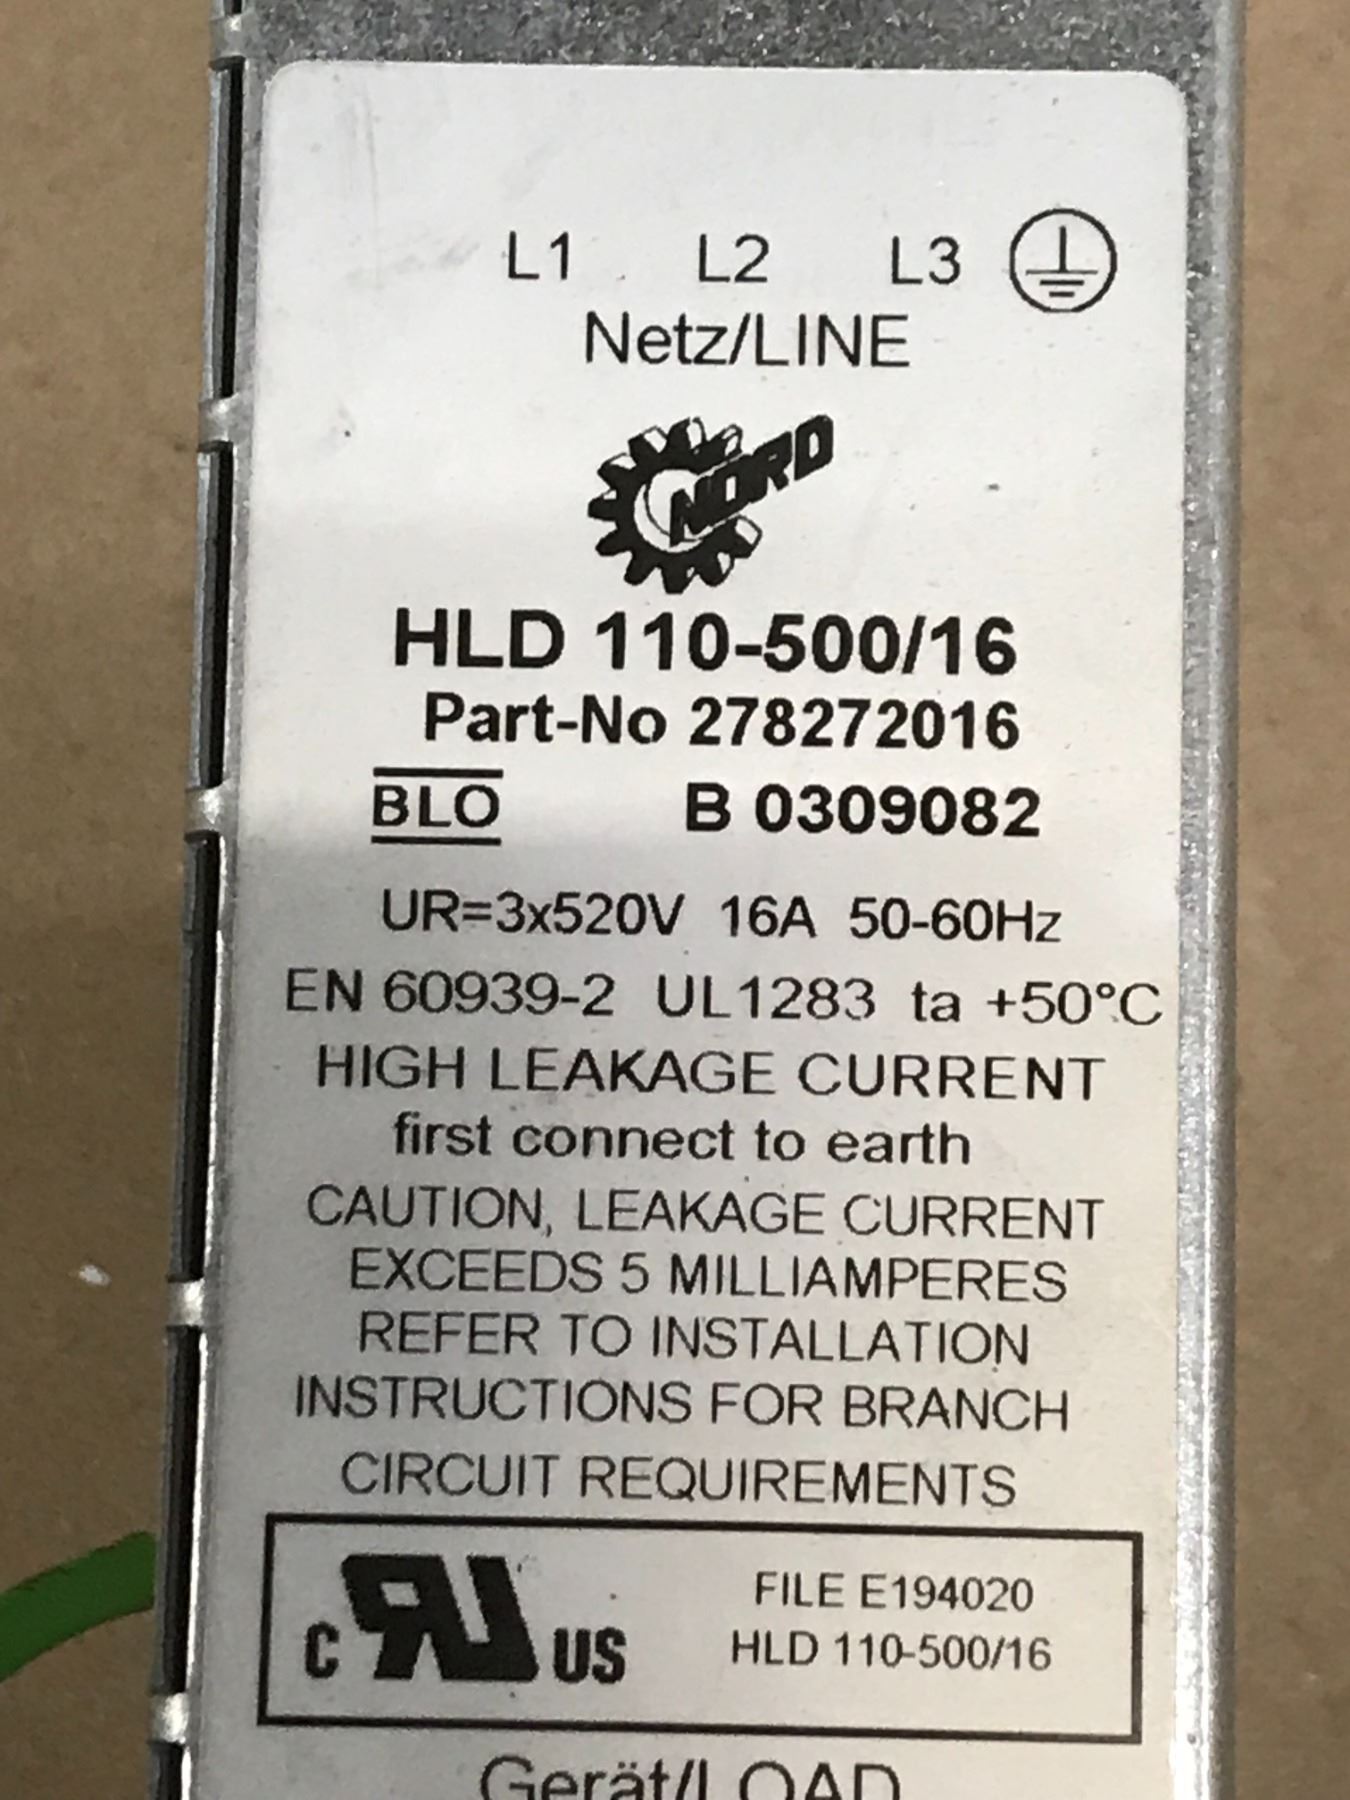 L1 L2 L3
Netz/LINE
NORD
HLD 110-500/16
Part-No 278272016
BLO B 0309082
UR=3x520V 16A 50-60Hz
EN 60939-2 UL1283 ta +50°C
HIGH LEAKAGE CURRENT
first connect to earth
CAUTION, LEAKAGE CURRENT
EXCEEDS 5 MILLIAMPERES
REFER TO INSTALLATION
INSTRUCTIONS FOR BRANCH
CIRCUIT REQUIREMENTS
FILE E194020
C RU US HLD 110-500/16
Gerät/LOAD